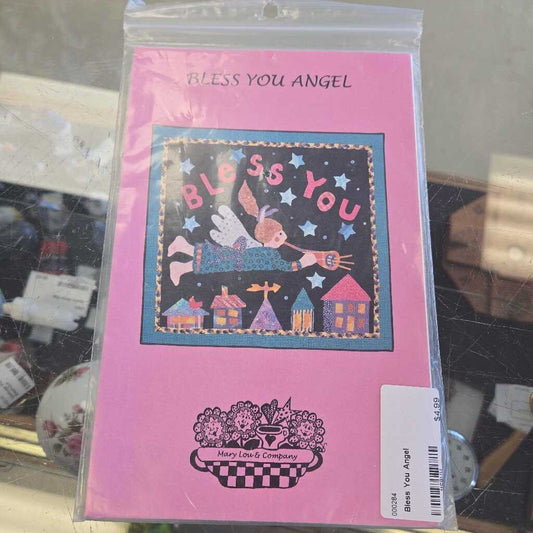 BLESS YOU ANGEL
BLeSS YOU
Mary Lou & Company
$4.99
Bless You Angel
000284